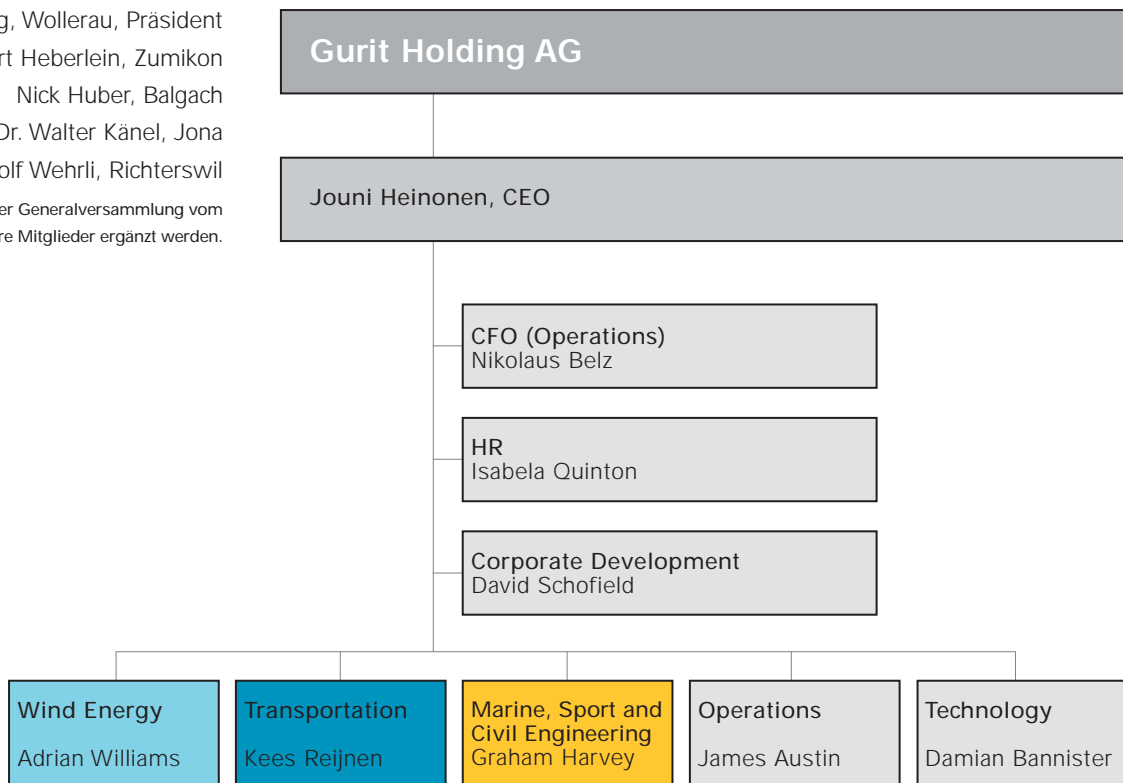 g, Wollerau, Präsident
rt Heberlein, Zumikon
Nick Huber, Balgach
Dr. Walter Känel, Jona
olf Wehrli, Richterswil
er Generalversammlung vom
re Mitglieder ergänzt werden.
Gurit Holding AG
Jouni Heinonen, CEO
CFO (Operations)
Nikolaus Belz
HR
Isabela Quinton
Corporate Development
David Schofield
Wind Energy
Adrian Williams
Transportation
Kees Reijnen
Marine, Sport and
Civil Engineering
Graham Harvey
Operations
James Austin
Technology
Damian Bannister